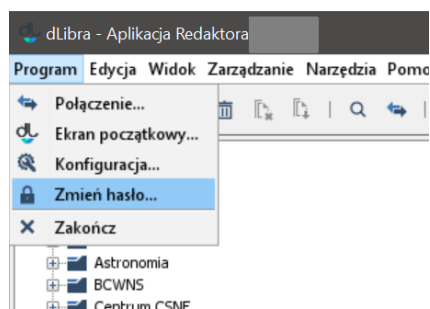 dLibra - Aplikacja Redaktora
Program Edycja Widok Zarządzanie Narzędzia Pomo
Połączenie...
Ekran początkowy...
Konfiguracja...
Zmień hasło...
Zakończ
Astronomia
BCWNS
Centrum CSNE